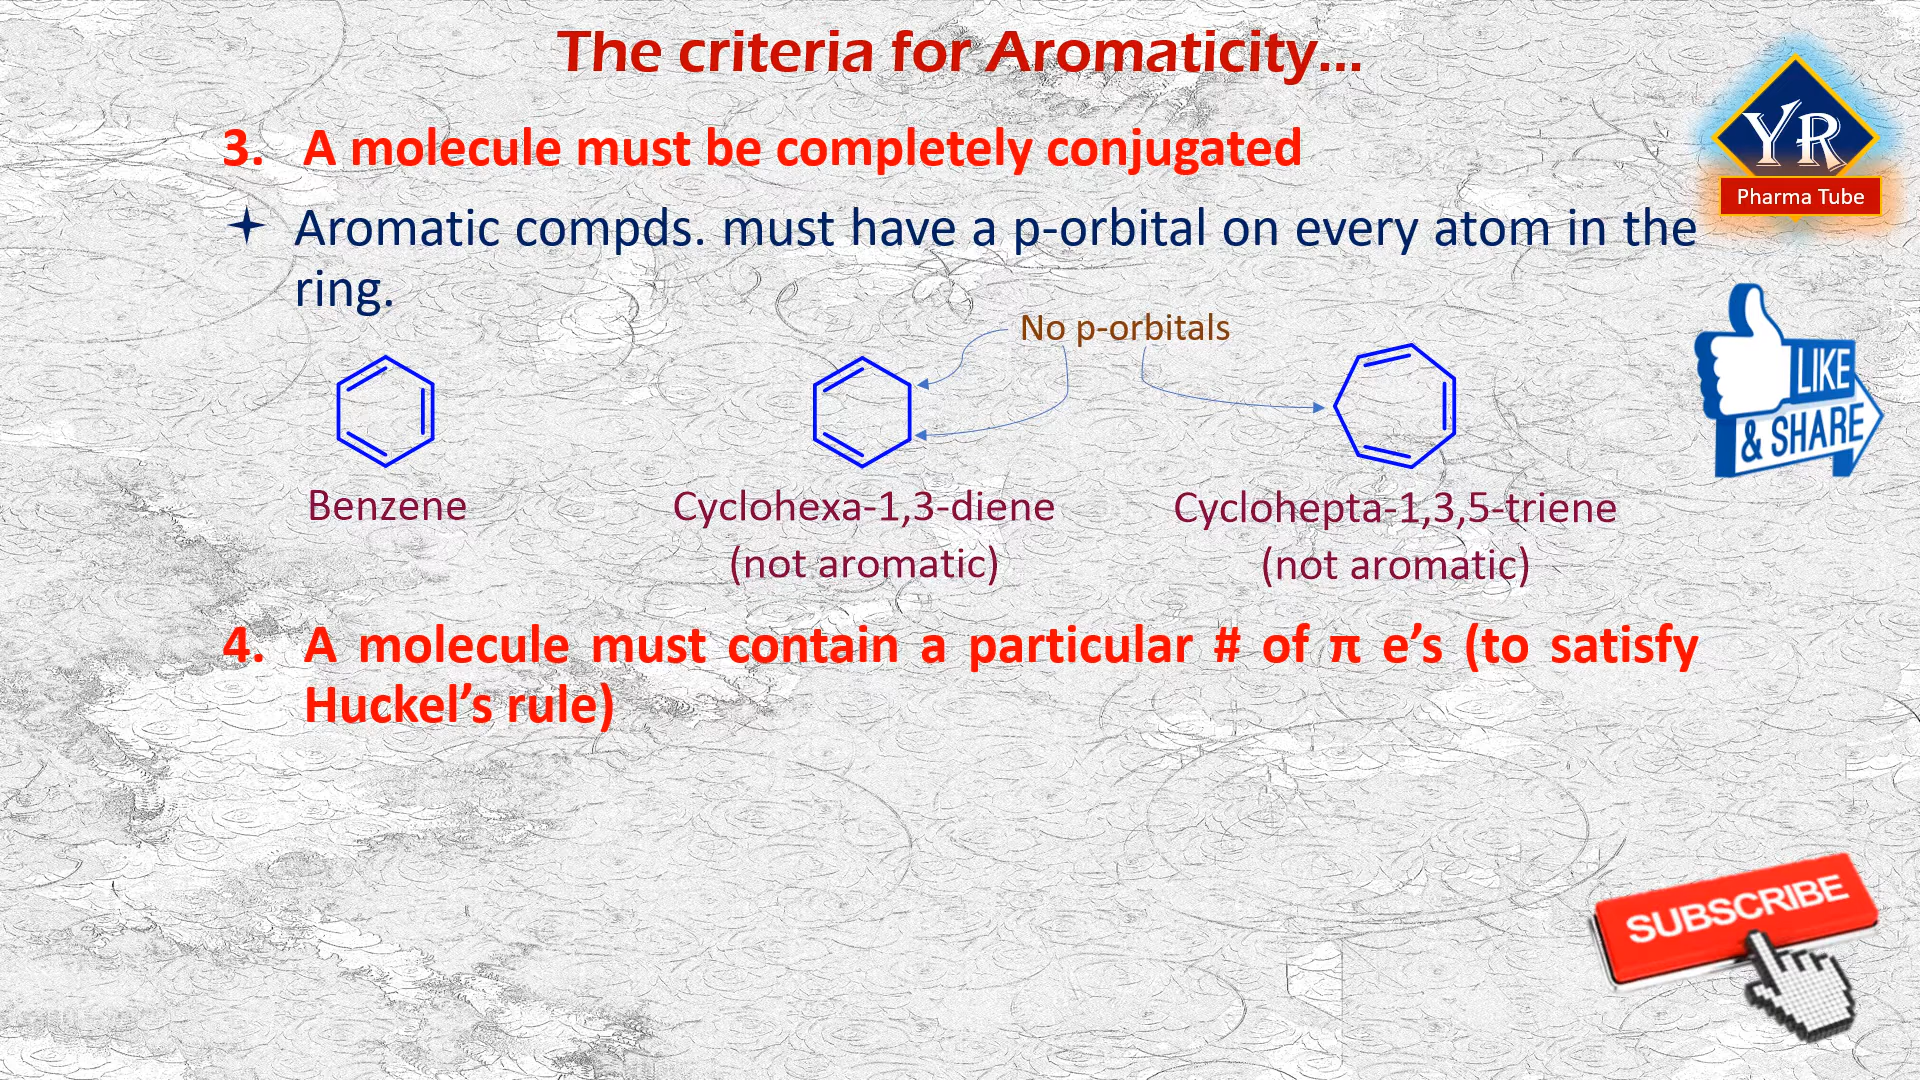 The criteria for Aromaticity...
YR
Pharma Tube
3. A molecule must be completely conjugated
Aromatic compds. must have a p-orbital on every atom in the
ring.
No p-orbitals
LIKE
& SHARE
Benzene
Cyclohexa-1,3-diene
(not aromatic)
Cyclohepta-1,3,5-triene
(not aromatic)
4. A molecule must contain a particular # of π e’s (to satisfy
Huckel’s rule)
SUBSCRIBE